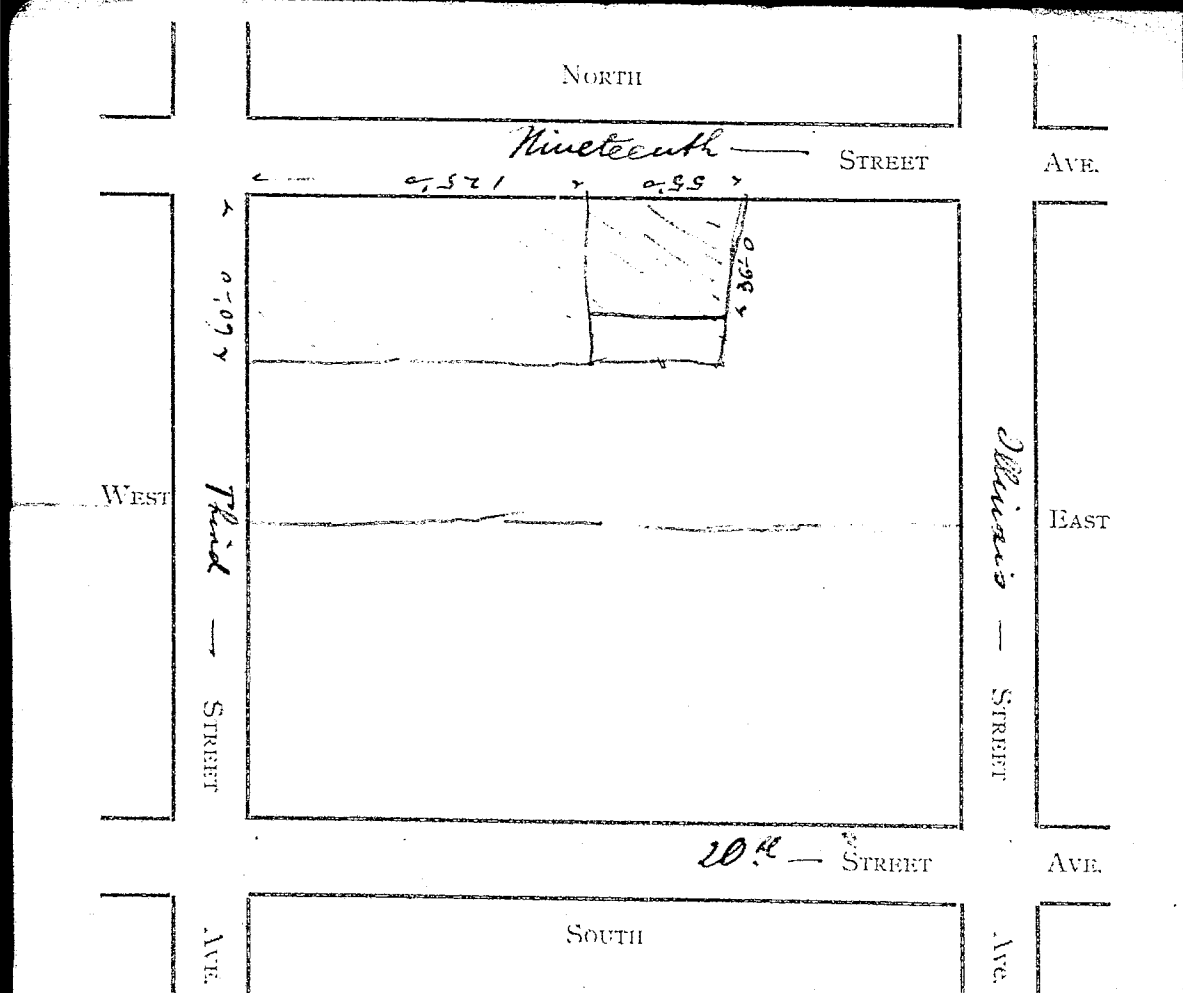 NORTH
Nineteenth — STREET AVE.
125'0 55'0
60'-0
36'-0
WEST
Third — STREET AVE.
Illinois — STREET Ave.
EAST
20th — STREET AVE.
SOUTH